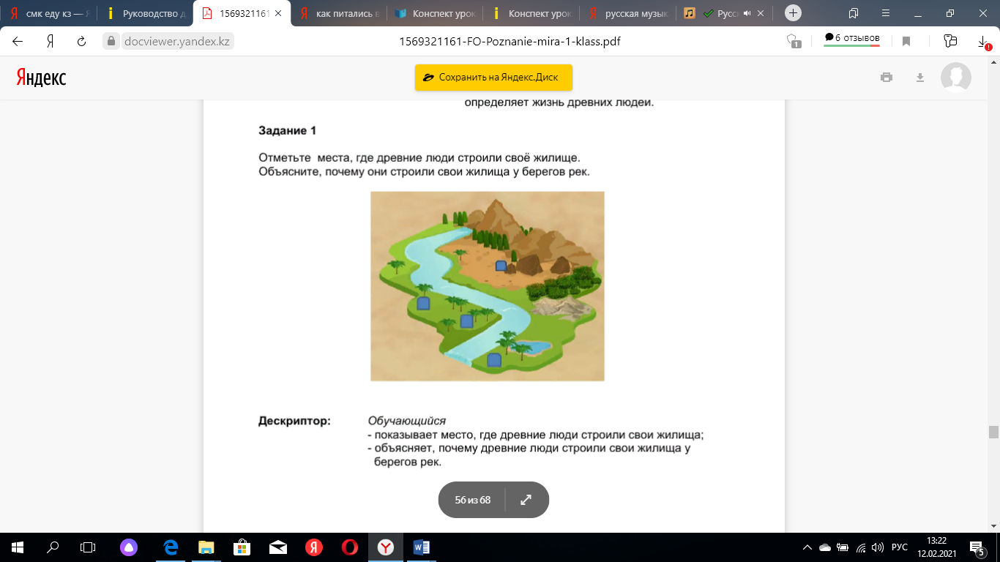 смк еду кз — Я
Руководство д
1569321161
как питались в
Конспект урок
Конспект урок
русская музык
Русс
Я
docviewer.yandex.kz
1569321161-FO-Poznanie-mira-1-klass.pdf
1
6 отзывов
Яндекс
Сохранить на Яндекс.Диск
определяет жизнь древних людей.
Задание 1
Отметьте места, где древние люди строили своё жилище.
Объясните, почему они строили свои жилища у берегов рек.
Дескриптор: Обучающийся
- показывает место, где древние люди строили свои жилища;
- объясняет, почему древние люди строили свои жилища у
берегов рек.
56 из 68
РУС
13:22
12.02.2021
5